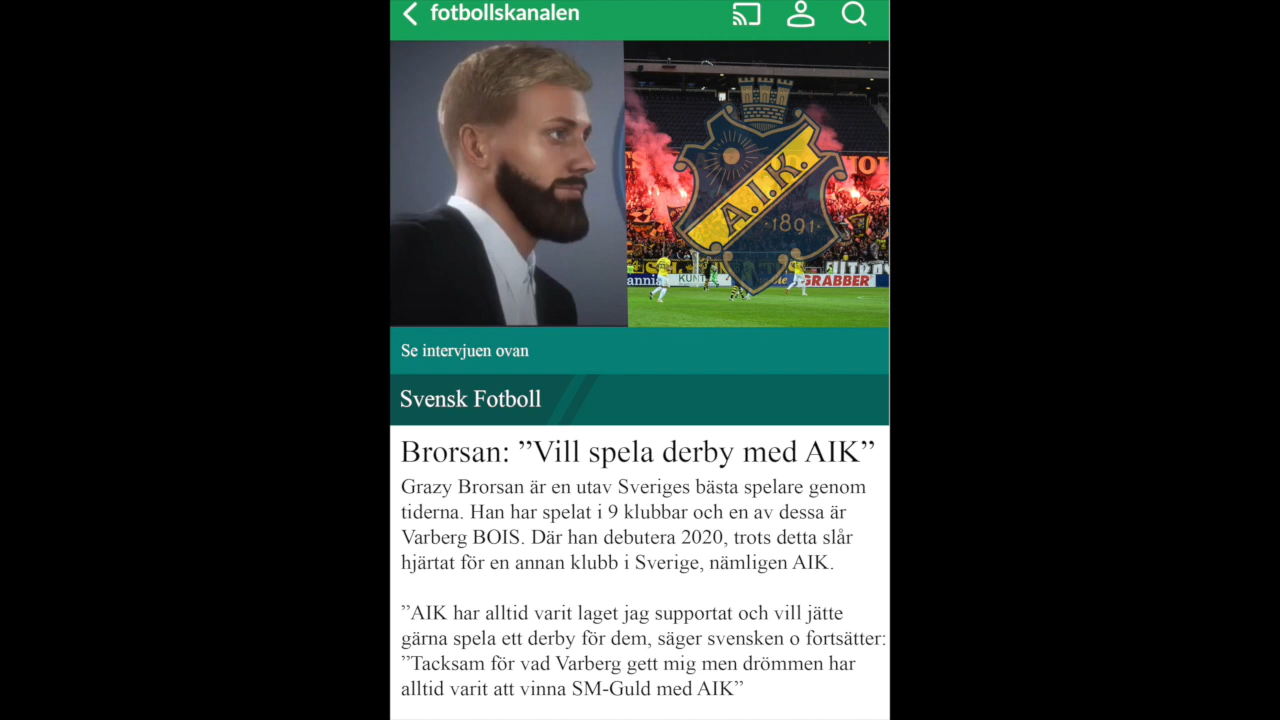 fotbollskanalen
HOL
A.I.K.
1891
annia
KUNT
GRABBER
Se intervjuen ovan
Svensk Fotboll
Brorsan: ”Vill spela derby med AIK”
Grazy Brorsan är en utav Sveriges bästa spelare genom
tiderna. Han har spelat i 9 klubbar och en av dessa är
Varberg BOIS. Där han debutera 2020, trots detta slår
hjärtat för en annan klubb i Sverige, nämligen AIK.
”AIK har alltid varit laget jag supportat och vill jätte
gärna spela ett derby för dem, säger svensken o fortsätter:
”Tacksam för vad Varberg gett mig men drömmen har
alltid varit att vinna SM-Guld med AIK”